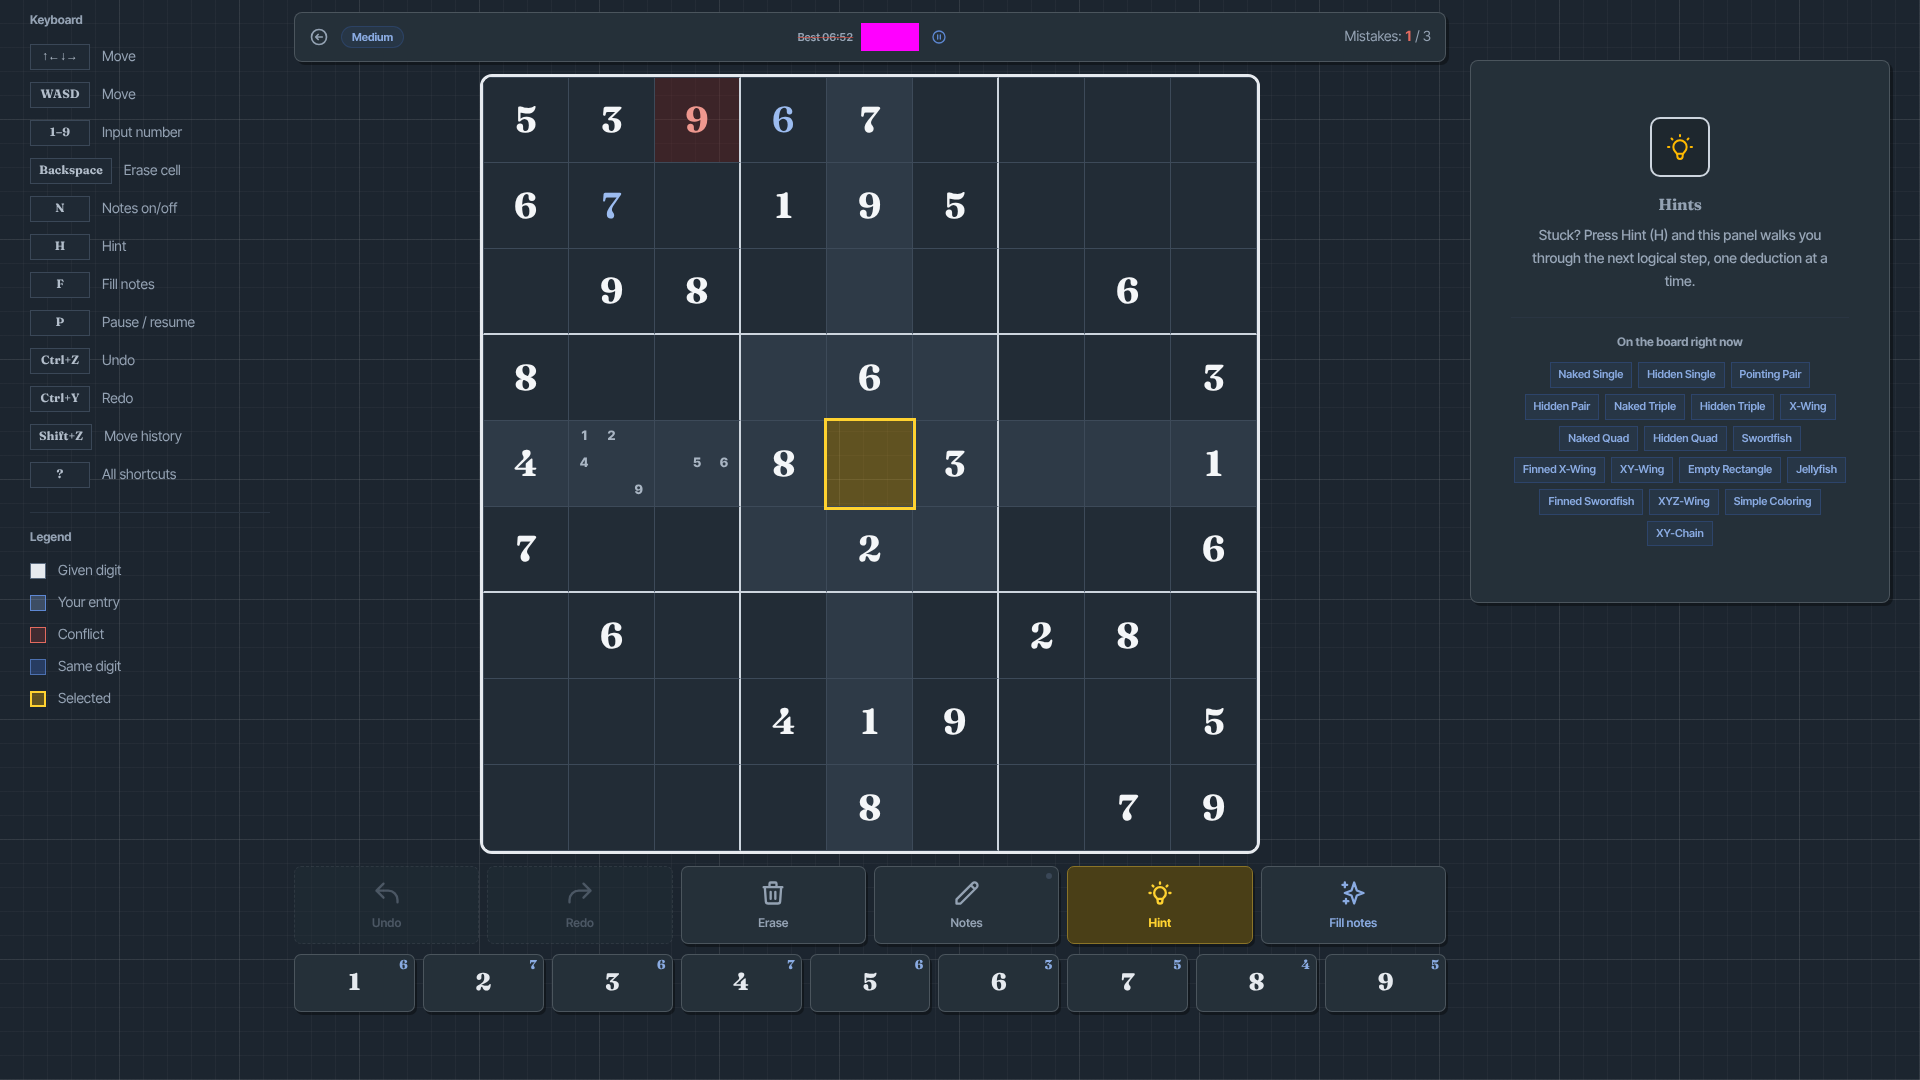 Keyboard
↑←↓→ Move
WASD Move
1–9 Input number
Backspace Erase cell
N Notes on/off
H Hint
F Fill notes
P Pause / resume
Ctrl+Z Undo
Ctrl+Y Redo
Shift+Z Move history
? All shortcuts
Legend
Given digit
Your entry
Conflict
Same digit
Selected
Medium
Best 06:52
Mistakes: 1 / 3
5 3 9 6 7
6 7 1 9 5
9 8 6
8 6 3
1 2
4 5 6
9
4 8 3 1
7 2 6
6 2 8
4 1 9 5
8 7 9
Undo
Redo
Erase
Notes
Hint
Fill notes
1 6
2 7
3 6
4 7
5 6
6 3
7 5
8 4
9 5
Hints
Stuck? Press Hint (H) and this panel walks you
through the next logical step, one deduction at a
time.
On the board right now
Naked Single Hidden Single Pointing Pair
Hidden Pair Naked Triple Hidden Triple X-Wing
Naked Quad Hidden Quad Swordfish
Finned X-Wing XY-Wing Empty Rectangle Jellyfish
Finned Swordfish XYZ-Wing Simple Coloring
XY-Chain